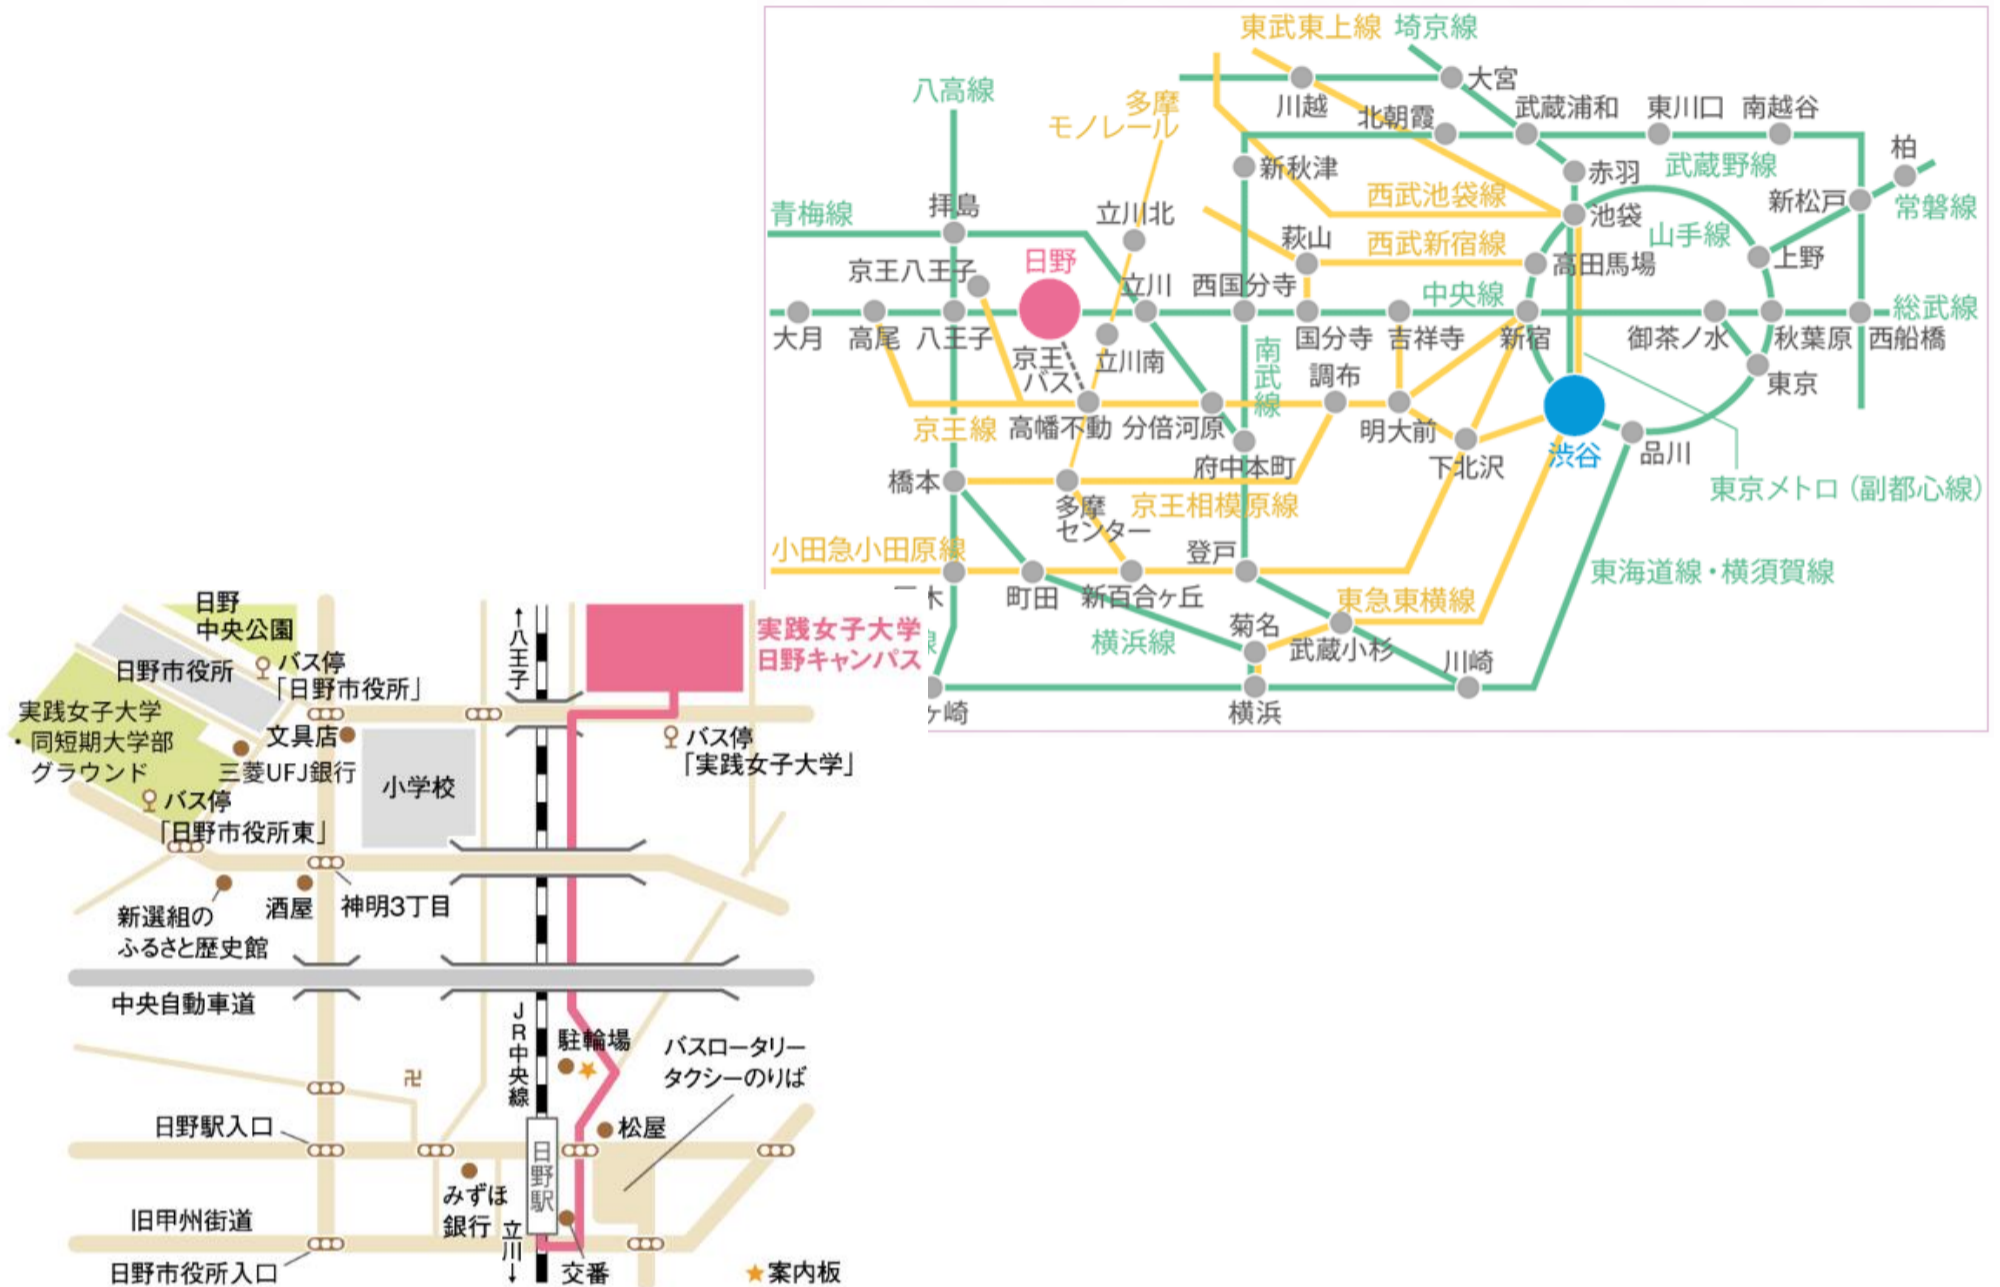 東武東上線
埼京線
八高線
多摩
モノレール
川越
大宮
北朝霞
武蔵浦和
東川口
南越谷
柏
新秋津
赤羽
武蔵野線
西武池袋線
池袋
新松戸
常磐線
青梅線
拝島
立川北
萩山
西武新宿線
高田馬場
山手線
上野
京王八王子
日野
立川
西国分寺
中央線
総武線
大月
高尾
八王子
京王
バス
立川南
南武線
国分寺
吉祥寺
新宿
御茶ノ水
秋葉原
西船橋
調布
東京
京王線
高幡不動
分倍河原
明大前
下北沢
渋谷
品川
府中本町
橋本
多摩
センター
京王相模原線
東京メトロ（副都心線）
小田急小田原線
登戸
東海道線・横須賀線
木
町田
新百合ヶ丘
東急東横線
横浜線
菊名
武蔵小杉
川崎
ヶ崎
横浜
日野
中央公園
↑八王子
実践女子大学
日野キャンパス
日野市役所
バス停
「日野市役所」
実践女子大学
・同短期大学部
グラウンド
文具店
三菱UFJ銀行
小学校
バス停
「実践女子大学」
バス停
「日野市役所東」
新選組の
ふるさと歴史館
酒屋
神明3丁目
中央自動車道
JR中央線
駐輪場
バスロータリー
タクシーのりば
卍
日野駅入口
松屋
日野駅
みずほ
銀行
旧甲州街道
立川↓
日野市役所入口
交番
★案内板